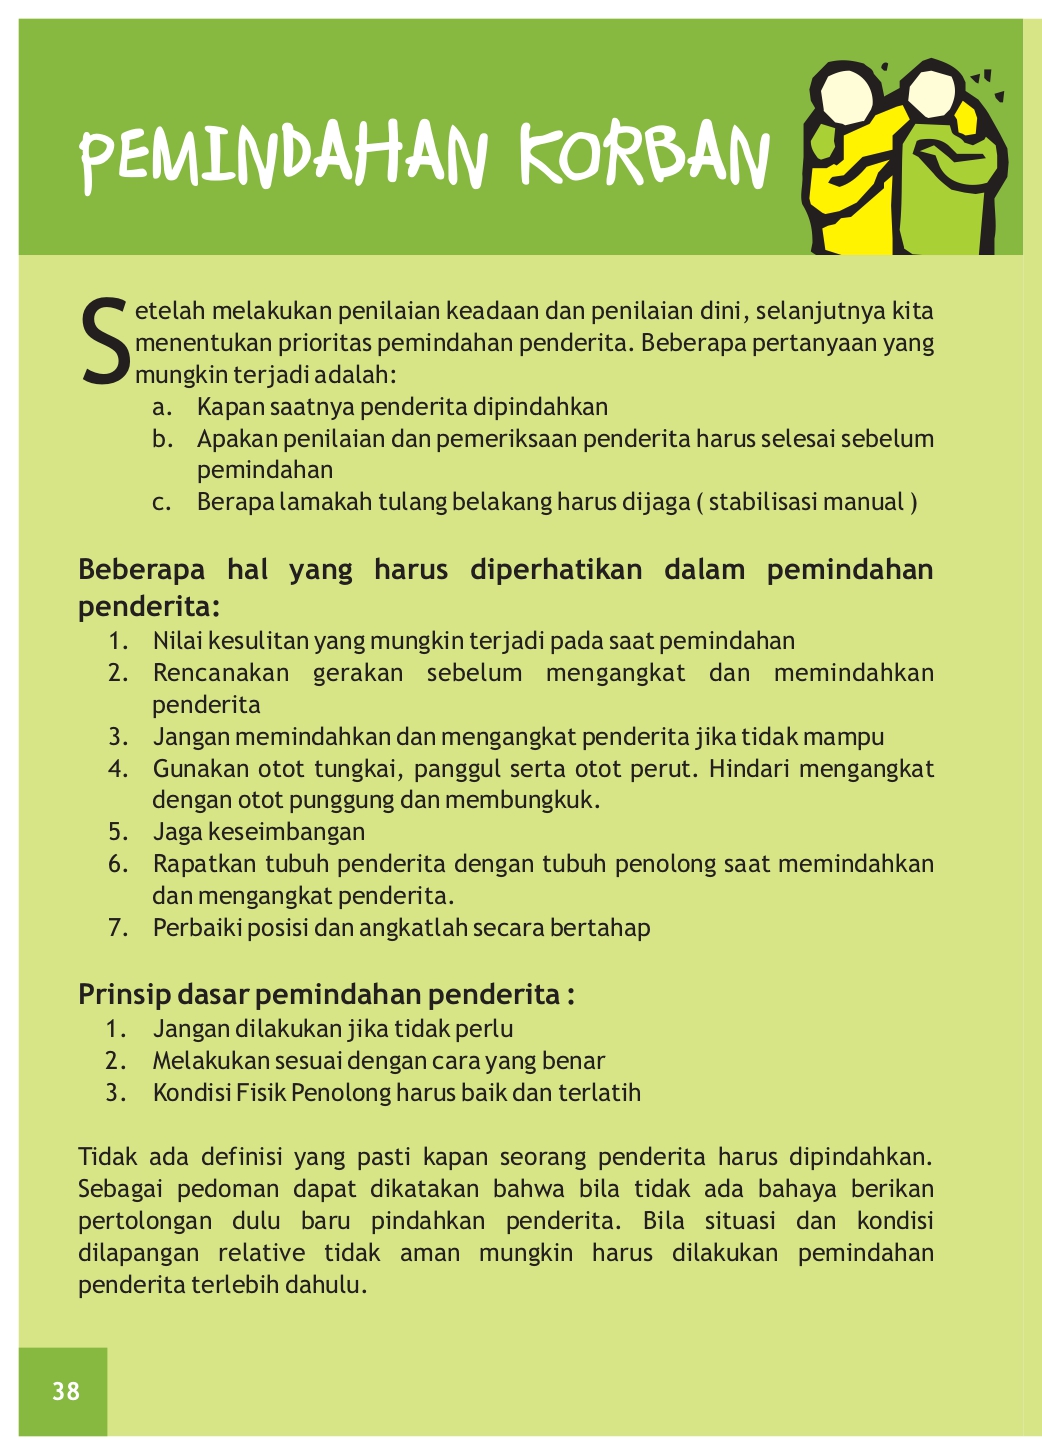 PEMINDAHAN KORBAN
Setelah melakukan penilaian keadaan dan penilaian dini, selanjutnya kita
menentukan prioritas pemindahan penderita. Beberapa pertanyaan yang
mungkin terjadi adalah:
a. Kapan saatnya penderita dipindahkan
b. Apakan penilaian dan pemeriksaan penderita harus selesai sebelum
pemindahan
c. Berapa lamakah tulang belakang harus dijaga ( stabilisasi manual )
Beberapa hal yang harus diperhatikan dalam pemindahan
penderita:
1. Nilai kesulitan yang mungkin terjadi pada saat pemindahan
2. Rencanakan gerakan sebelum mengangkat dan memindahkan
penderita
3. Jangan memindahkan dan mengangkat penderita jika tidak mampu
4. Gunakan otot tungkai, panggul serta otot perut. Hindari mengangkat
dengan otot punggung dan membungkuk.
5. Jaga keseimbangan
6. Rapatkan tubuh penderita dengan tubuh penolong saat memindahkan
dan mengangkat penderita.
7. Perbaiki posisi dan angkatlah secara bertahap
Prinsip dasar pemindahan penderita :
1. Jangan dilakukan jika tidak perlu
2. Melakukan sesuai dengan cara yang benar
3. Kondisi Fisik Penolong harus baik dan terlatih
Tidak ada definisi yang pasti kapan seorang penderita harus dipindahkan.
Sebagai pedoman dapat dikatakan bahwa bila tidak ada bahaya berikan
pertolongan dulu baru pindahkan penderita. Bila situasi dan kondisi
dilapangan relative tidak aman mungkin harus dilakukan pemindahan
penderita terlebih dahulu.
38